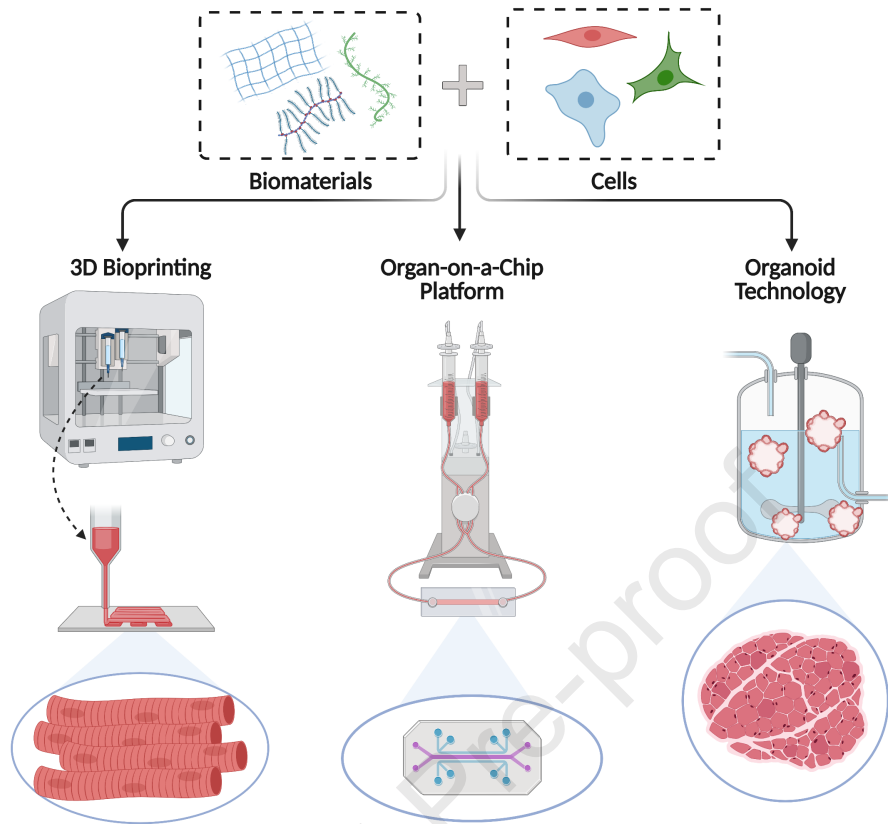 Biomaterials
Cells
3D Bioprinting
Organ-on-a-Chip
Platform
Organoid
Technology
Pre-proof